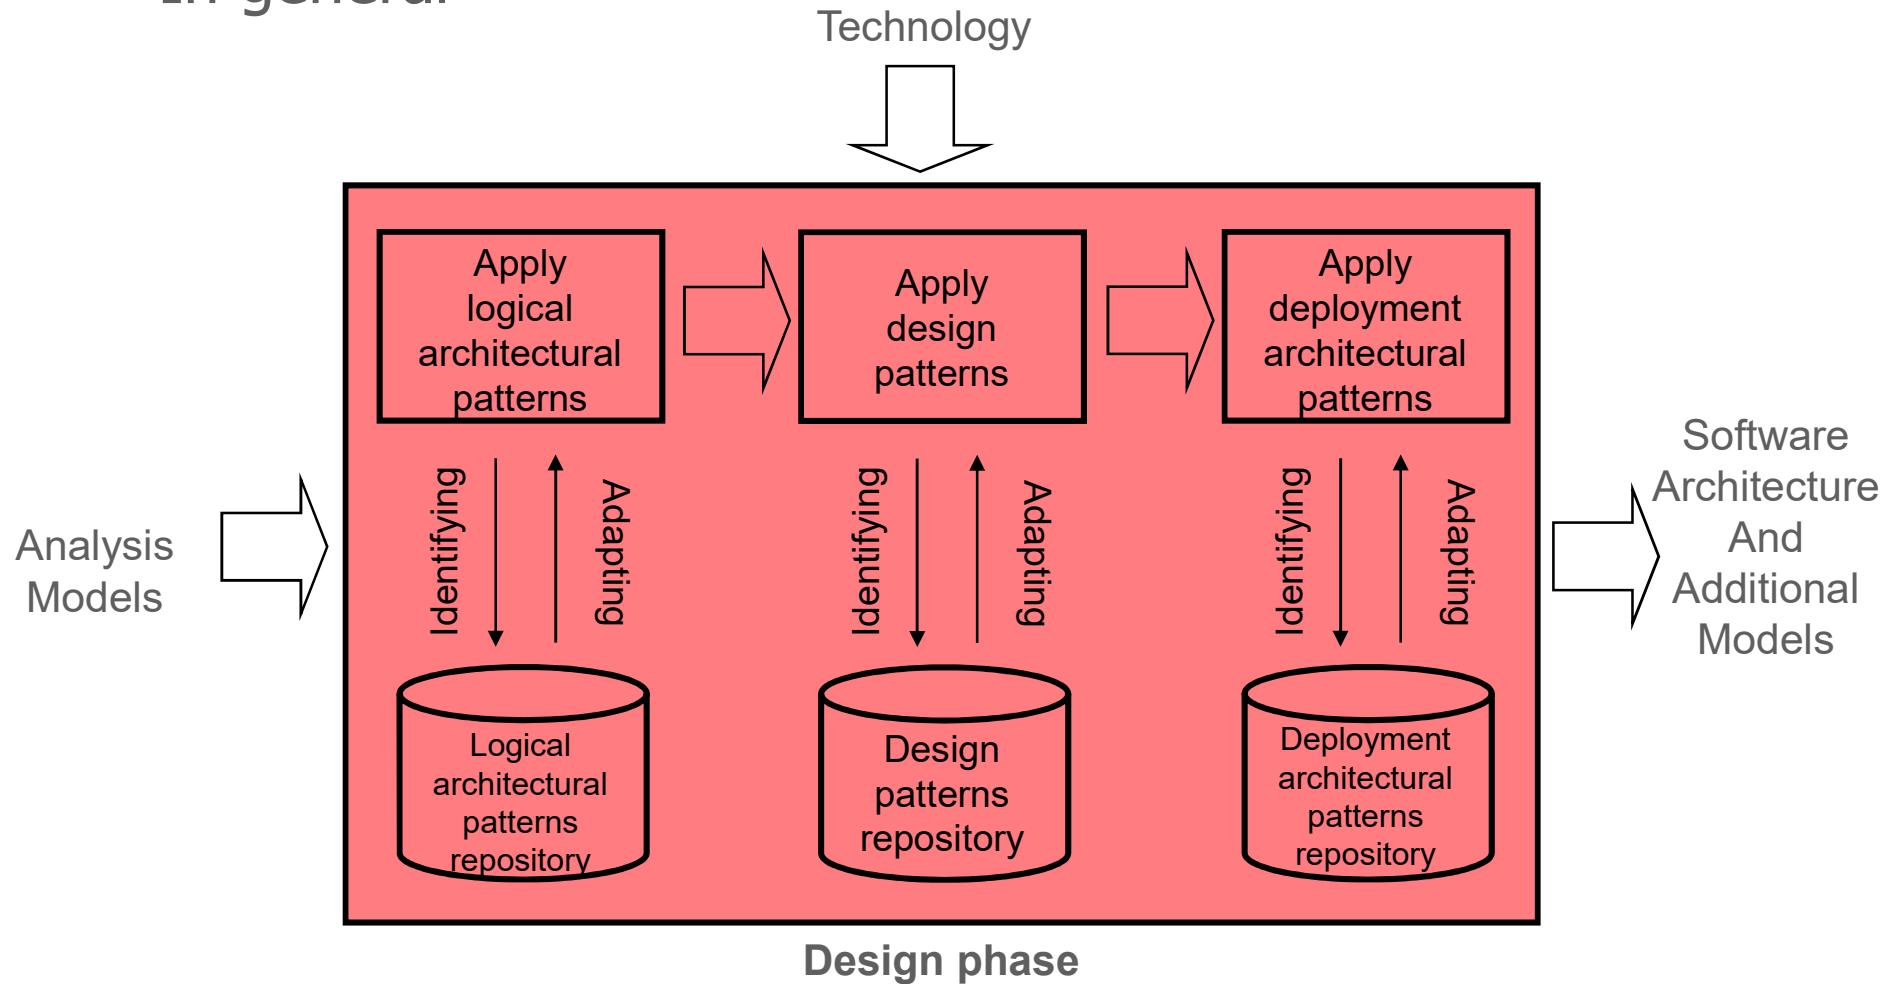 In general
Technology
Apply
logical
architectural
patterns
Apply
design
patterns
Apply
deployment
architectural
patterns
Identifying
Adapting
Identifying
Adapting
Identifying
Adapting
Analysis
Models
Software
Architecture
And
Additional
Models
Logical
architectural
patterns
repository
Design
patterns
repository
Deployment
architectural
patterns
repository
Design phase